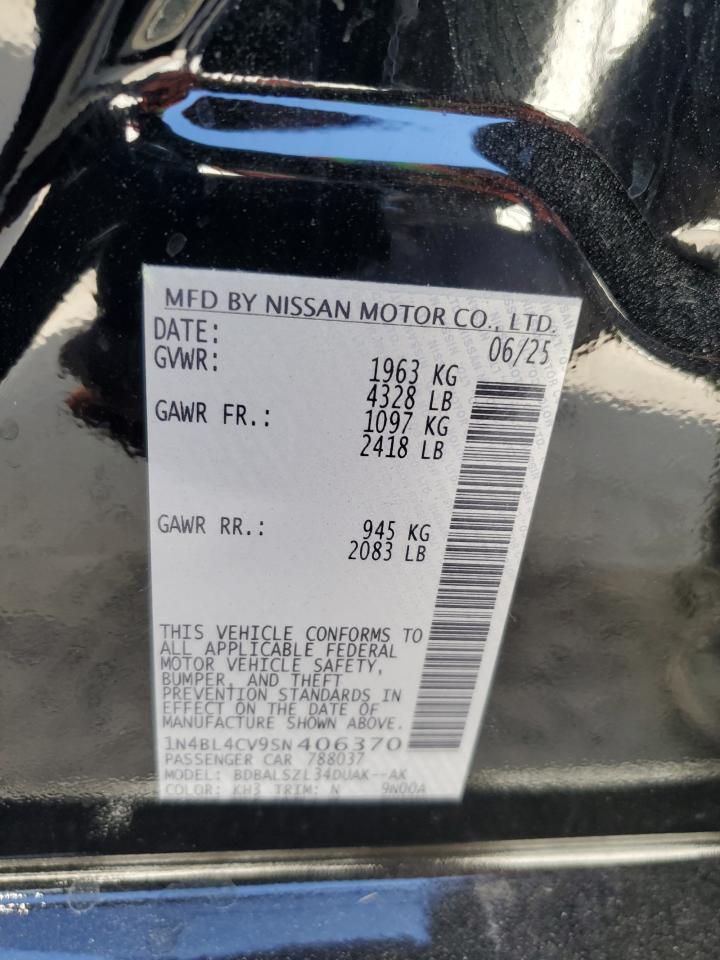 MFD BY NISSAN MOTOR CO., LTD.
DATE: 06/25
GVWR: 1963 KG
4328 LB
GAWR FR.: 1097 KG
2418 LB
GAWR RR.: 945 KG
2083 LB
THIS VEHICLE CONFORMS TO
ALL APPLICABLE FEDERAL
MOTOR VEHICLE SAFETY,
BUMPER, AND THEFT
PREVENTION STANDARDS IN
EFFECT ON THE DATE OF
MANUFACTURE SHOWN ABOVE.
1N4BL4CV9SN406370
PASSENGER CAR 788037
MODEL: BDBALSZL34DUAK--AK
COLOR: KH3 TRIM: N 9N00A